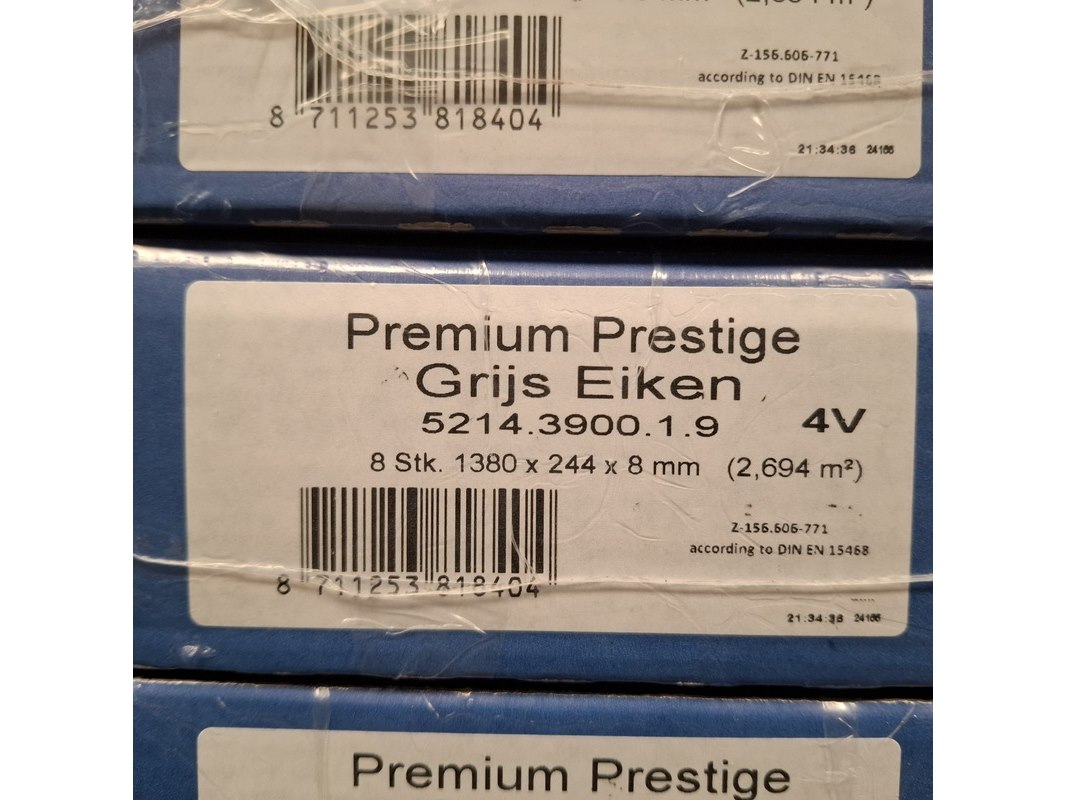 Z-156.606-771
according to DIN EN 15468
8 711253 818404
21:34:36 24166
Premium Prestige
Grijs Eiken
5214.3900.1.9 4V
8 Stk. 1380 x 244 x 8 mm (2,694 m²)
Z-156.606-771
according to DIN EN 15468
8 711253 818404
21:34:38 24166
Premium Prestige